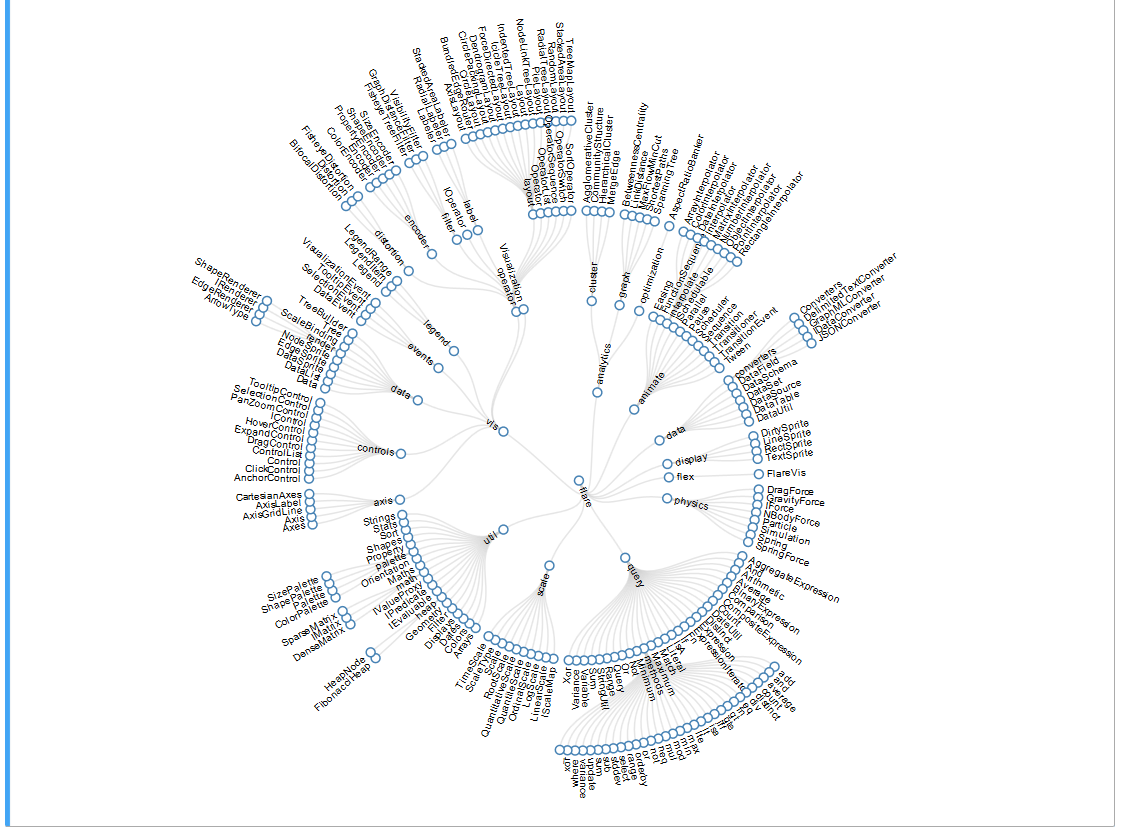 flare
analytics
cluster
AgglomerativeCluster
CommunityStructure
HierarchicalCluster
MergeEdge
graph
BetweennessCentrality
LinkDistance
MaxFlowMinCut
ShortestPaths
SpanningTree
optimization
AspectRatioBanker
animate
Easing
FunctionSequence
ArrayInterpolator
ColorInterpolator
DateInterpolator
Interpolator
MatrixInterpolator
NumberInterpolator
ObjectInterpolator
PointInterpolator
RectangleInterpolator
ISchedulable
Parallel
Pause
Scheduler
Sequence
Transition
Transitioner
TransitionEvent
Tween
data
converters
Converters
DelimitedTextConverter
GraphMLConverter
IDataConverter
JSONConverter
DataField
DataSchema
DataSet
DataSource
DataTable
DataUtil
display
DirtySprite
LineSprite
RectSprite
TextSprite
flex
FlareVis
physics
DragForce
GravityForce
IForce
NBodyForce
Particle
Simulation
Spring
SpringForce
query
AggregateExpression
And
Arithmetic
Average
BinaryExpression
Comparison
CompositeExpression
Count
DateUtil
Distinct
Expression
ExpressionIterator
Fn
If
IsA
Literal
Match
Maximum
methods
add
and
average
count
distinct
div
eq
fn
gt
iff
isa
lt
lte
max
min
mod
mul
neq
not
or
orderby
range
select
stddev
sub
sum
update
variance
where
xor
Minimum
Not
Or
Query
Range
StringUtil
Sum
Variable
Variance
Xor
scale
IScaleMap
LinearScale
LogScale
OrdinalScale
QuantileScale
QuantitativeScale
RootScale
Scale
ScaleType
TimeScale
util
Arrays
Colors
Dates
Displays
Filter
Geometry
heap
FibonacciHeap
HeapNode
IEvaluable
IPredicate
IValueProxy
math
DenseMatrix
IMatrix
SparseMatrix
Maths
Orientation
palette
ColorPalette
Palette
ShapePalette
SizePalette
Property
Shapes
Sort
Stats
Strings
vis
axis
Axes
Axis
AxisGridLine
AxisLabel
CartesianAxes
controls
AnchorControl
ClickControl
Control
ControlList
DragControl
ExpandControl
HoverControl
IControl
PanZoomControl
SelectionControl
TooltipControl
data
Data
DataList
DataSprite
EdgeSprite
NodeSprite
render
ArrowType
EdgeRenderer
IRenderer
ShapeRenderer
ScaleBinding
Tree
TreeBuilder
events
DataEvent
SelectionEvent
TooltipEvent
VisualizationEvent
legend
Legend
LegendItem
LegendRange
operator
distortion
BifocalDistortion
Distortion
FisheyeDistortion
encoder
ColorEncoder
Encoder
PropertyEncoder
ShapeEncoder
SizeEncoder
filter
FisheyeTreeFilter
GraphDistanceFilter
VisibilityFilter
IOperator
label
Labeler
RadialLabeler
StackedAreaLabeler
layout
AxisLayout
BundledEdgeRouter
CircleLayout
CirclePackingLayout
DendrogramLayout
ForceDirectedLayout
IcicleTreeLayout
IndentedTreeLayout
Layout
NodeLinkTreeLayout
PieLayout
RadialTreeLayout
RandomLayout
StackedAreaLayout
TreeMapLayout
Operator
OperatorList
OperatorSequence
OperatorSwitch
SortOperator
Visualization